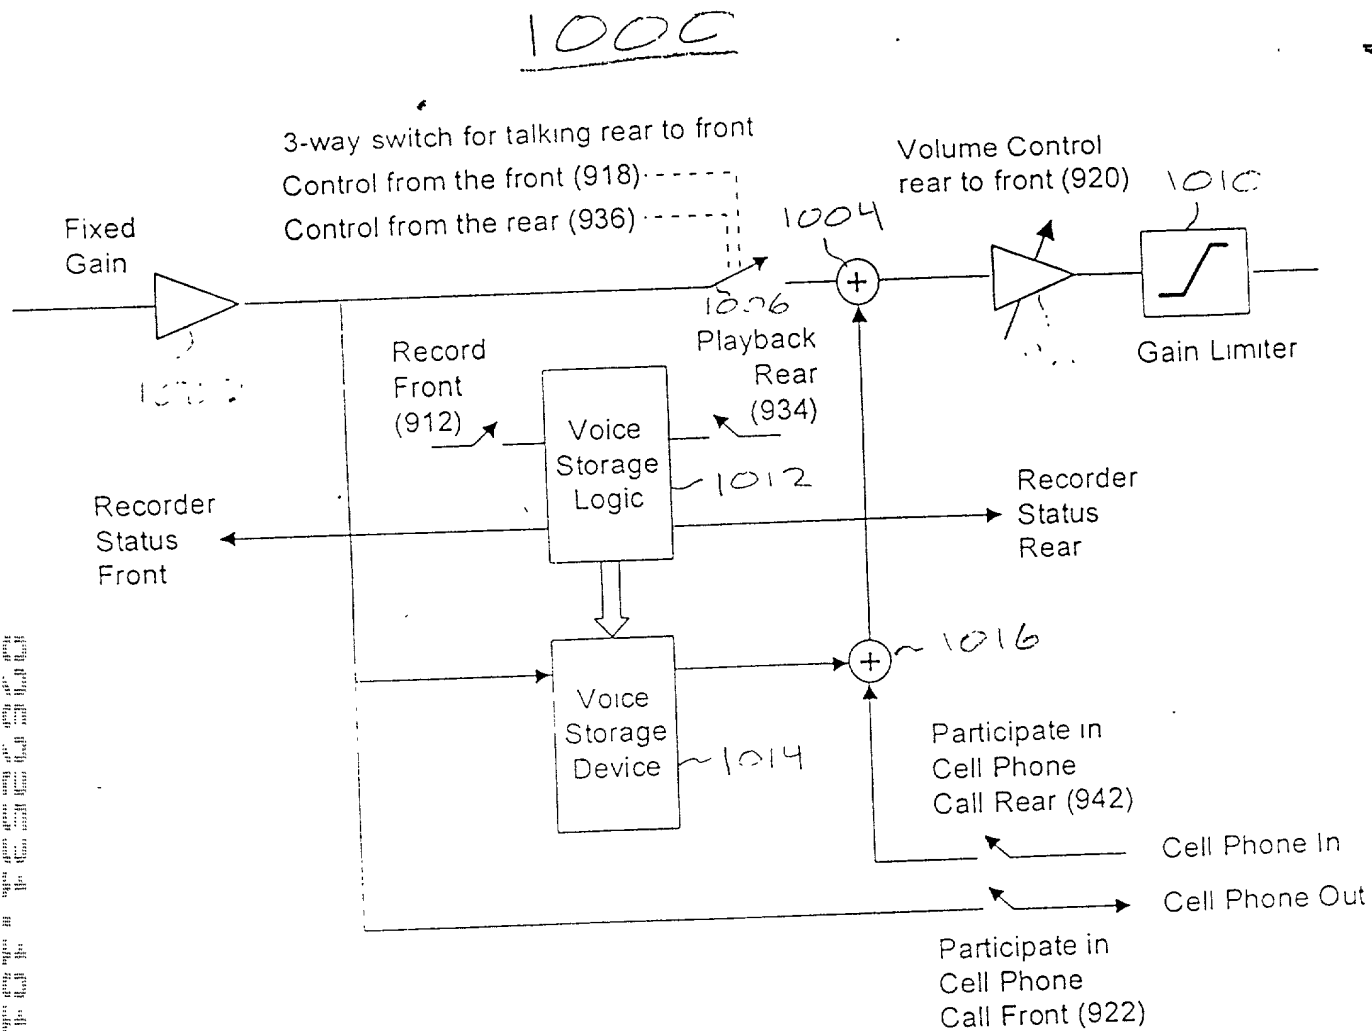 1000
3-way switch for talking rear to front
Control from the front (918)
Control from the rear (936)
Volume Control
rear to front (920)
1010
1004
Fixed
Gain
1006
Record
Front
(912)
Playback
Rear
(934)
Gain Limiter
Voice
Storage
Logic
1012
Recorder
Status
Front
Recorder
Status
Rear
1016
Voice
Storage
Device
1014
Participate in
Cell Phone
Call Rear (942)
Cell Phone In
Cell Phone Out
Participate in
Cell Phone
Call Front (922)